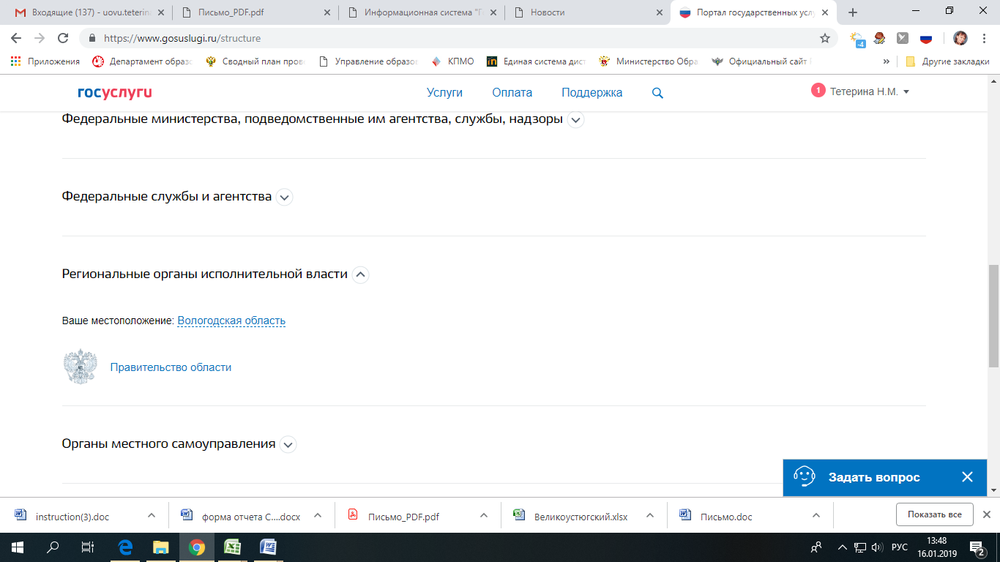 Входящие (137) - uovu.teterin
Письмо_PDF.pdf
Информационная система "Г
Новости
Портал государственных усл
https://www.gosuslugi.ru/structure
-4
Приложения
Департамент образо
Сводный план пров
Управление образо
КПМО
Единая система дист
Министерство Обра
Официальный сайт
»
Другие закладки
госуслуги
Услуги
Оплата
Поддержка
1
Тетерина Н.М.
Федеральные министерства, подведомственные им агентства, службы, надзоры
Федеральные службы и агентства
Региональные органы исполнительной власти
Ваше местоположение: Вологодская область
Правительство области
Органы местного самоуправления
Задать вопрос
instruction(3).doc
форма отчета С....docx
Письмо_PDF.pdf
Великоустюгский.xlsx
Письмо.doc
Показать все
РУС
13:48
16.01.2019
2